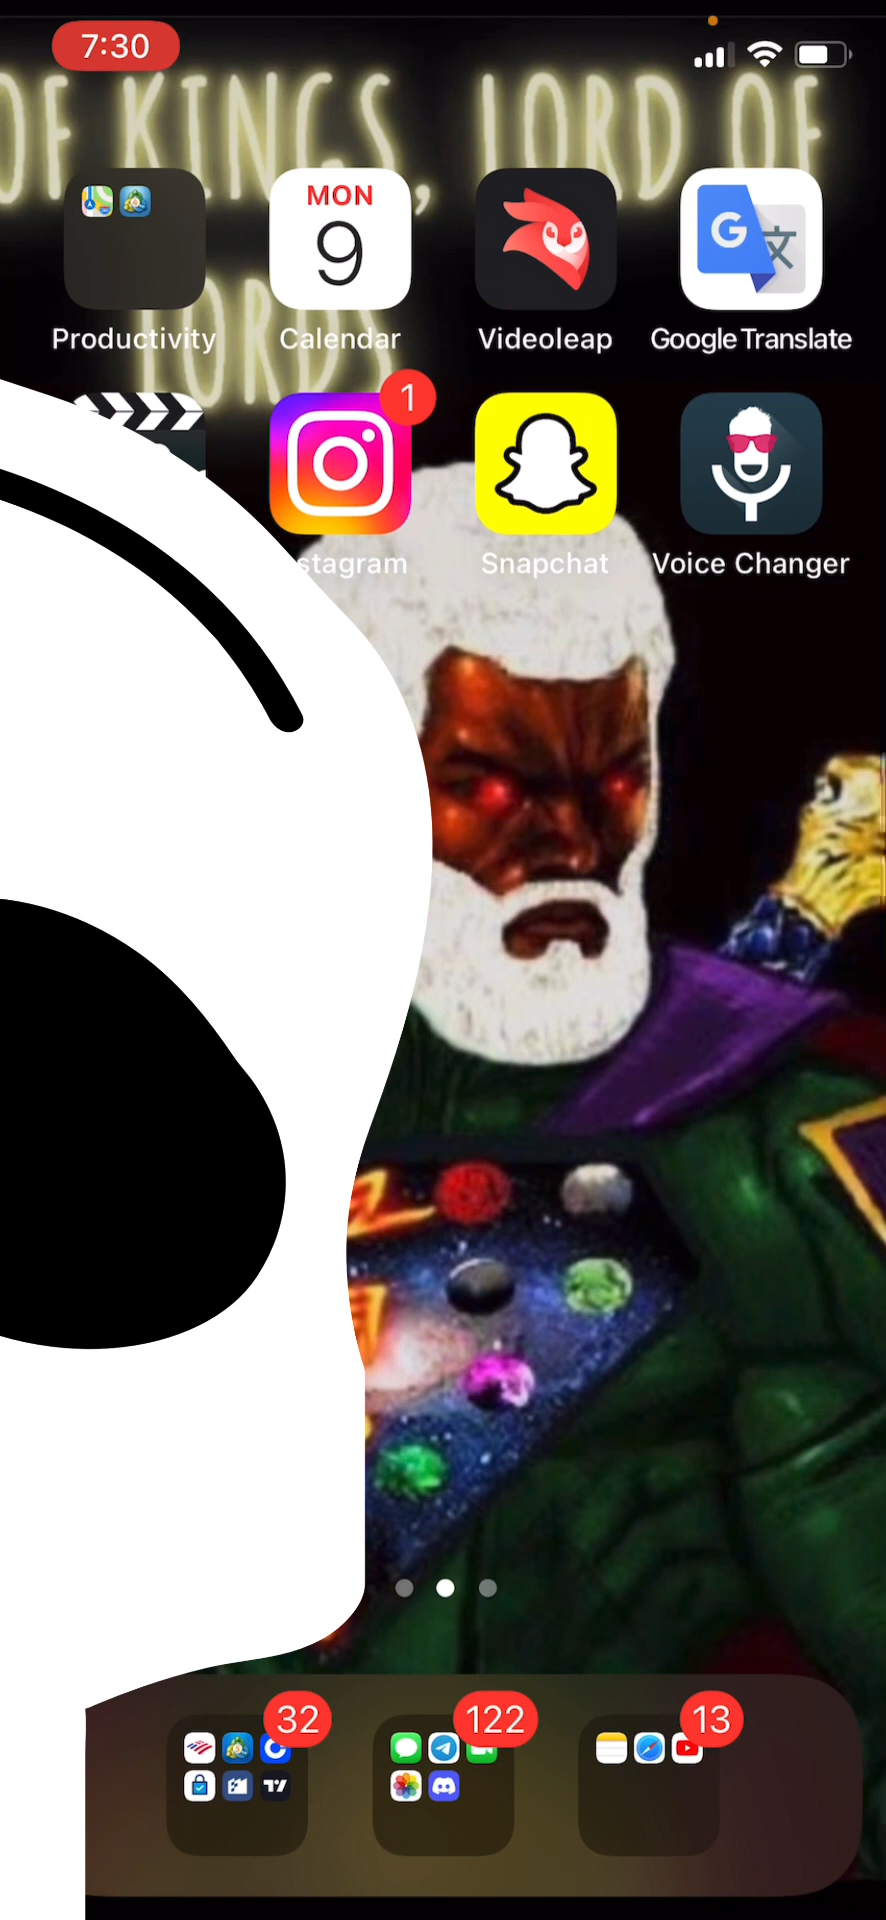 7:30
OF KINGS, LORD OF
MON
9
G 文
Productivity
Calendar
Videoleap
Google Translate
LORDS
1
stagram
Snapchat
Voice Changer
32
122
13